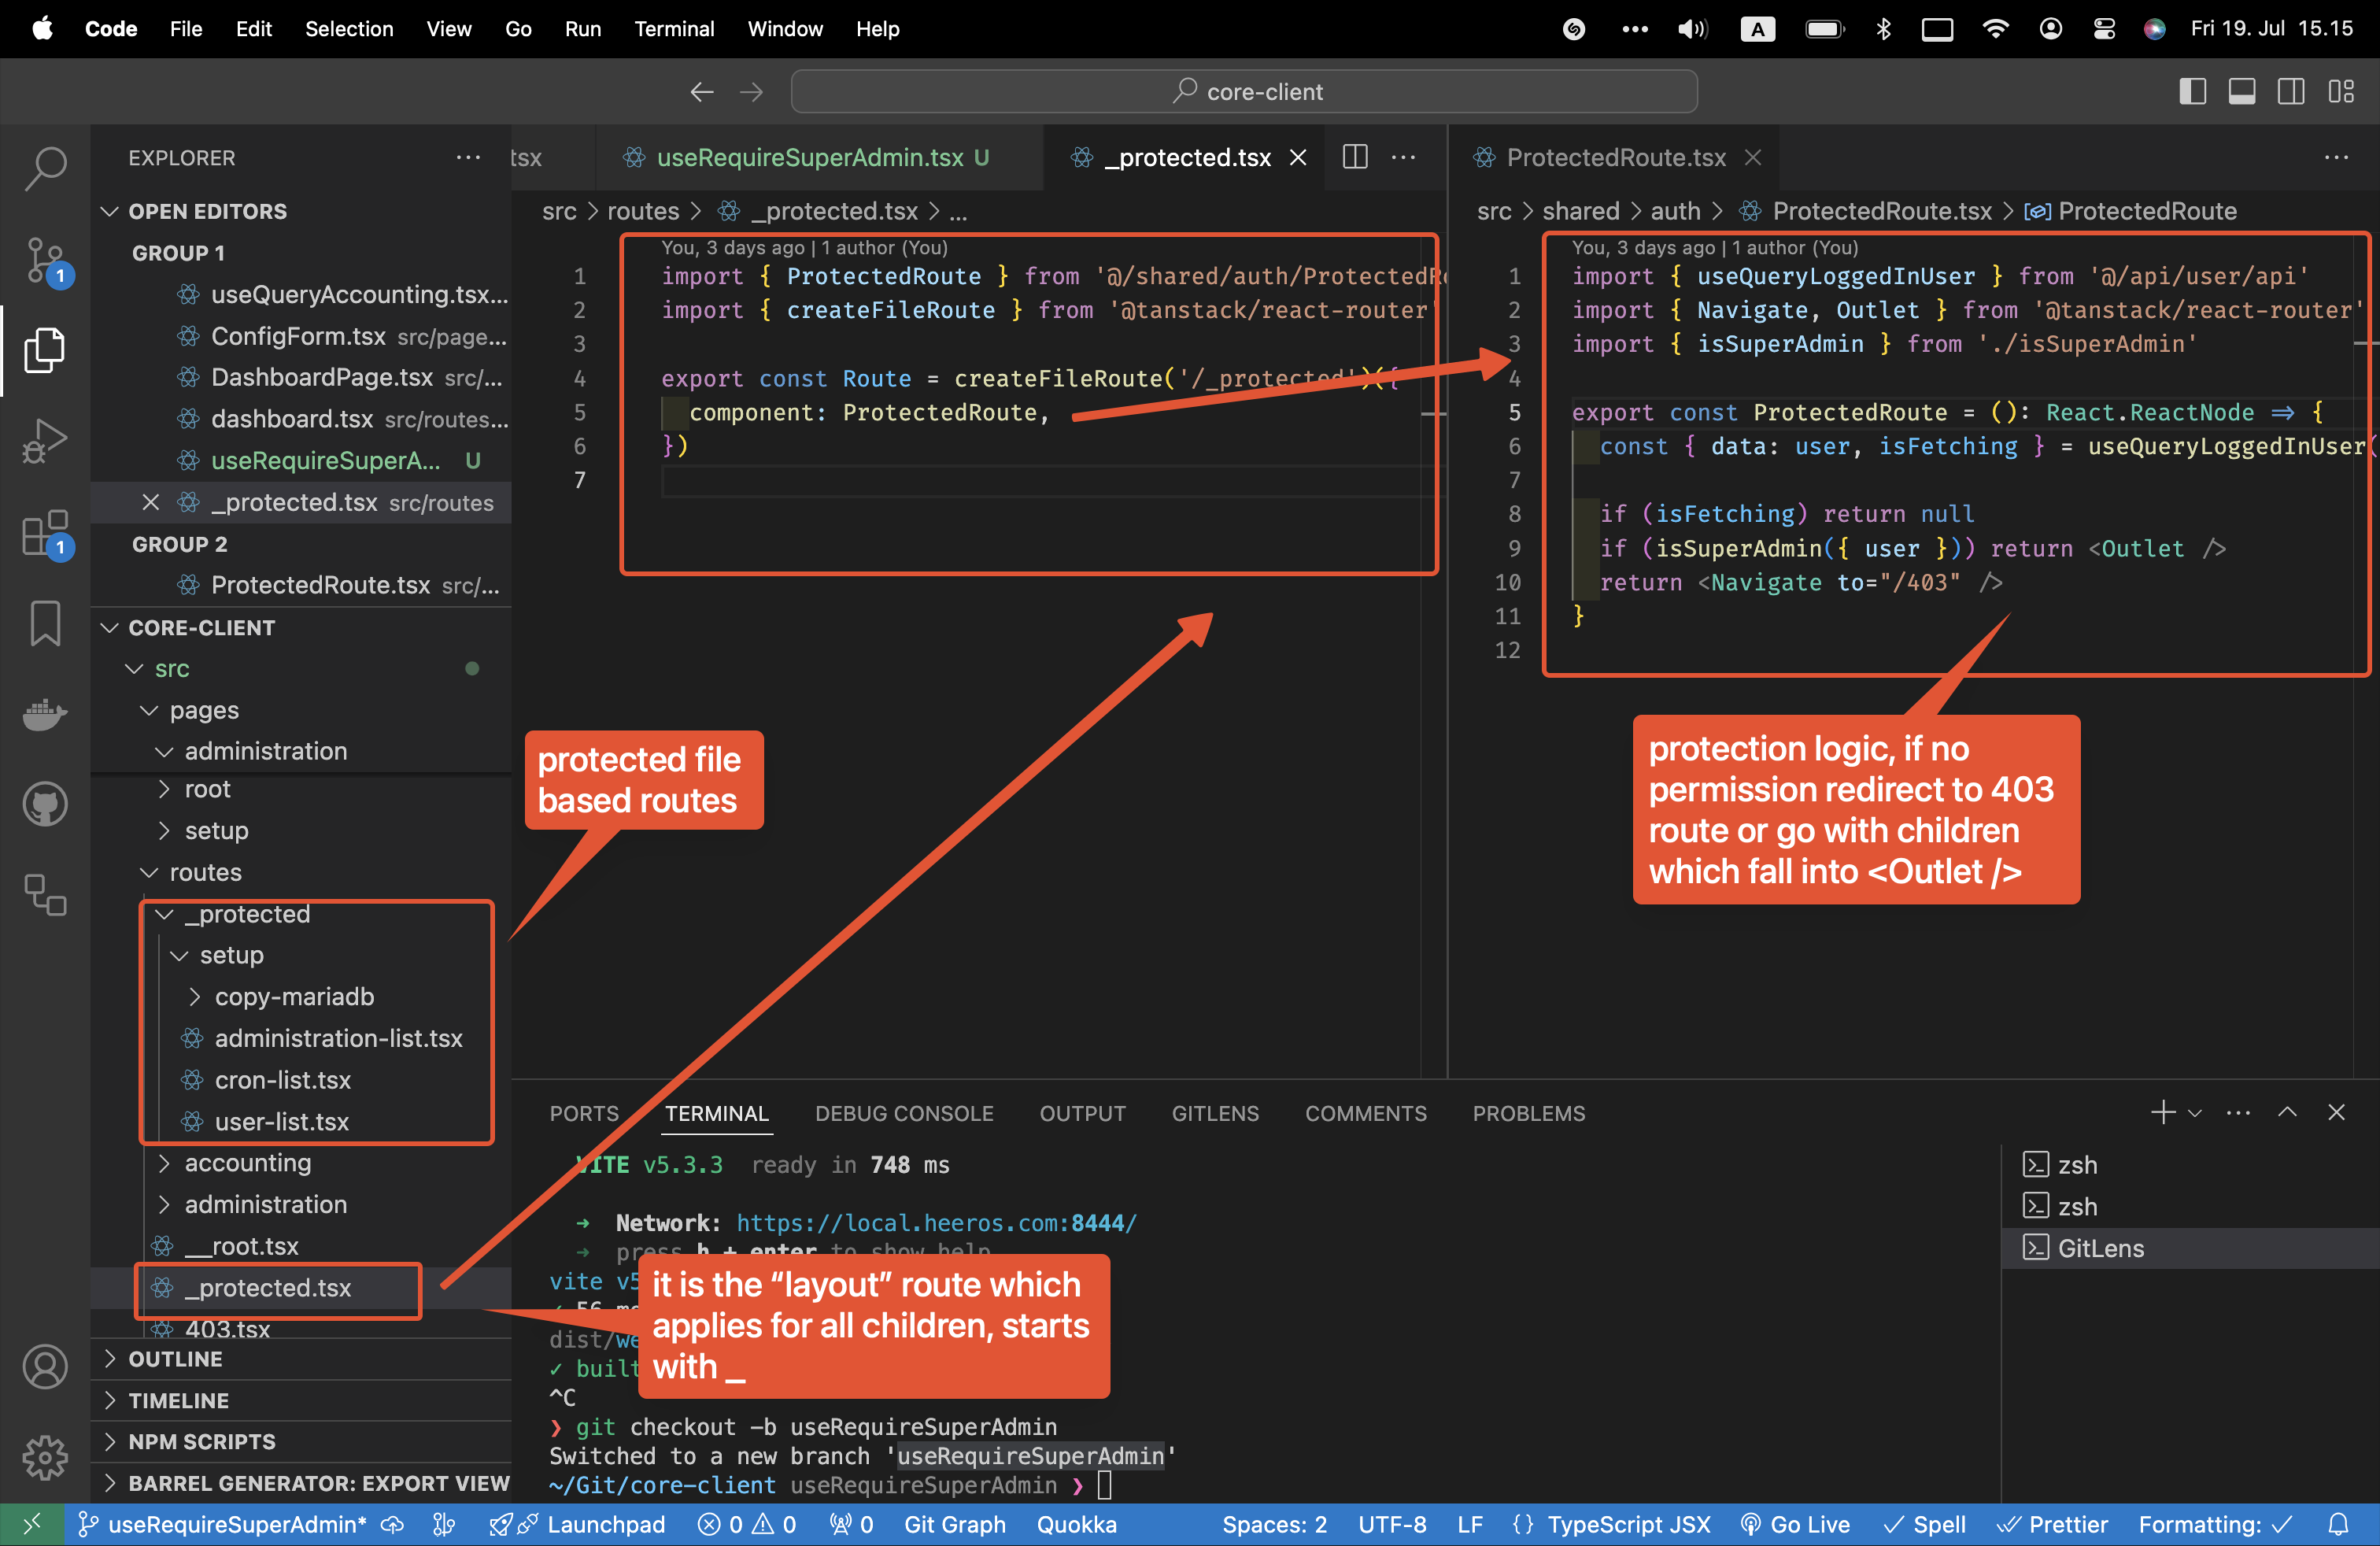 Code File Edit Selection View Go Run Terminal Window Help
A
Fri 19. Jul 15.15
core-client
EXPLORER
OPEN EDITORS
GROUP 1
useQueryAccounting.tsx...
ConfigForm.tsx src/page...
DashboardPage.tsx src/...
dashboard.tsx src/routes...
useRequireSuperA... U
_protected.tsx src/routes
GROUP 2
ProtectedRoute.tsx src/...
CORE-CLIENT
src
pages
administration
root
setup
routes
_protected
setup
copy-mariadb
administration-list.tsx
cron-list.tsx
user-list.tsx
accounting
administration
__root.tsx
_protected.tsx
403.tsx
OUTLINE
TIMELINE
NPM SCRIPTS
BARREL GENERATOR: EXPORT VIEW
1
1
tsx
useRequireSuperAdmin.tsx U
_protected.tsx
src > routes > _protected.tsx > ...
You, 3 days ago | 1 author (You)
1 import { ProtectedRoute } from '@/shared/auth/ProtectedR
2 import { createFileRoute } from '@tanstack/react-router'
3
4 export const Route = createFileRoute('/_protected')({
5 component: ProtectedRoute,
6 })
7
ProtectedRoute.tsx
src > shared > auth > ProtectedRoute.tsx > ProtectedRoute
You, 3 days ago | 1 author (You)
1 import { useQueryLoggedInUser } from '@/api/user/api'
2 import { Navigate, Outlet } from '@tanstack/react-router'
3 import { isSuperAdmin } from './isSuperAdmin'
4
5 export const ProtectedRoute = (): React.ReactNode => {
6 const { data: user, isFetching } = useQueryLoggedInUser(
7
8 if (isFetching) return null
9 if (isSuperAdmin({ user })) return <Outlet />
10 return <Navigate to="/403" />
11 }
12
protected file
based routes
protection logic, if no
permission redirect to 403
route or go with children
which fall into <Outlet />
PORTS TERMINAL DEBUG CONSOLE OUTPUT GITLENS COMMENTS PROBLEMS
VITE v5.3.3 ready in 748 ms
➜ Network: https://local.heeros.com:8444/
➜ press h + enter to show help
vite v5
dist/we
✓ built
^C
❯ git checkout -b useRequireSuperAdmin
Switched to a new branch 'useRequireSuperAdmin'
~/Git/core-client useRequireSuperAdmin ❯
it is the “layout” route which
applies for all children, starts
with _
zsh
zsh
GitLens
useRequireSuperAdmin* Launchpad 0 0 0 Git Graph Quokka Spaces: 2 UTF-8 LF {} TypeScript JSX Go Live ✓ Spell Prettier Formatting: ✓